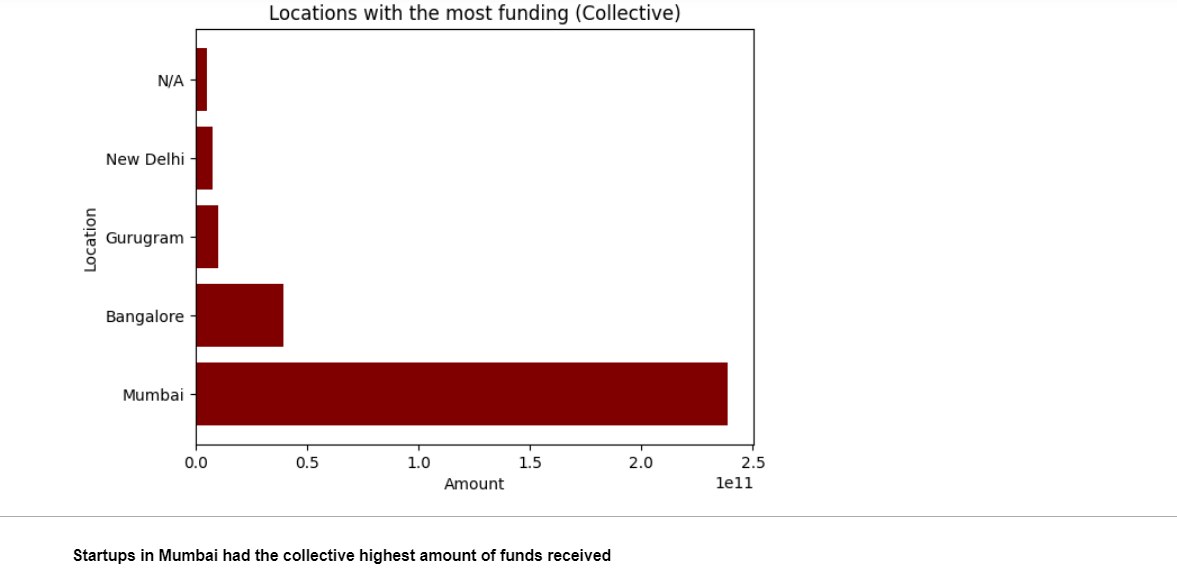 Locations with the most funding (Collective)
N/A
New Delhi
Gurugram
Bangalore
Mumbai
Location
0.0 0.5 1.0 1.5 2.0 2.5
Amount 1e11
Startups in Mumbai had the collective highest amount of funds received